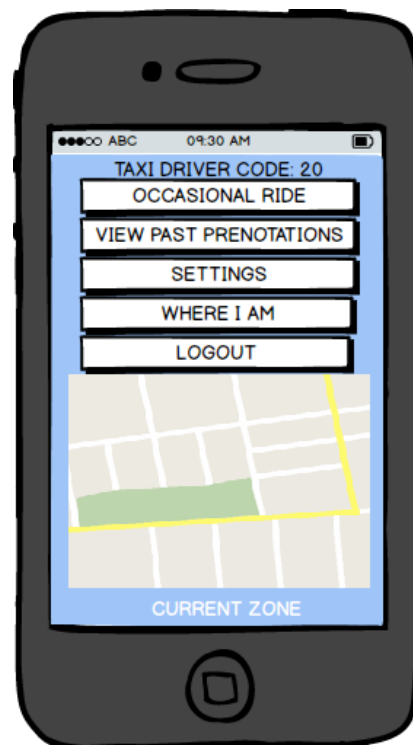 ●●●○○ ABC 09:30 AM
TAXI DRIVER CODE: 20
OCCASIONAL RIDE
VIEW PAST PRENOTATIONS
SETTINGS
WHERE I AM
LOGOUT
CURRENT ZONE